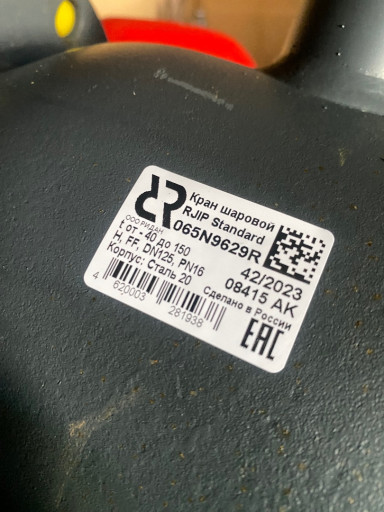 Кран шаровой
RJIP Standard
065N9629R
ООО РИДАН
t от - 40 до 150
H, FF, DN125, PN16
Корпус: Сталь 20
42/2023
08415 AK
Сделано в России
4 620003 281938
EAC